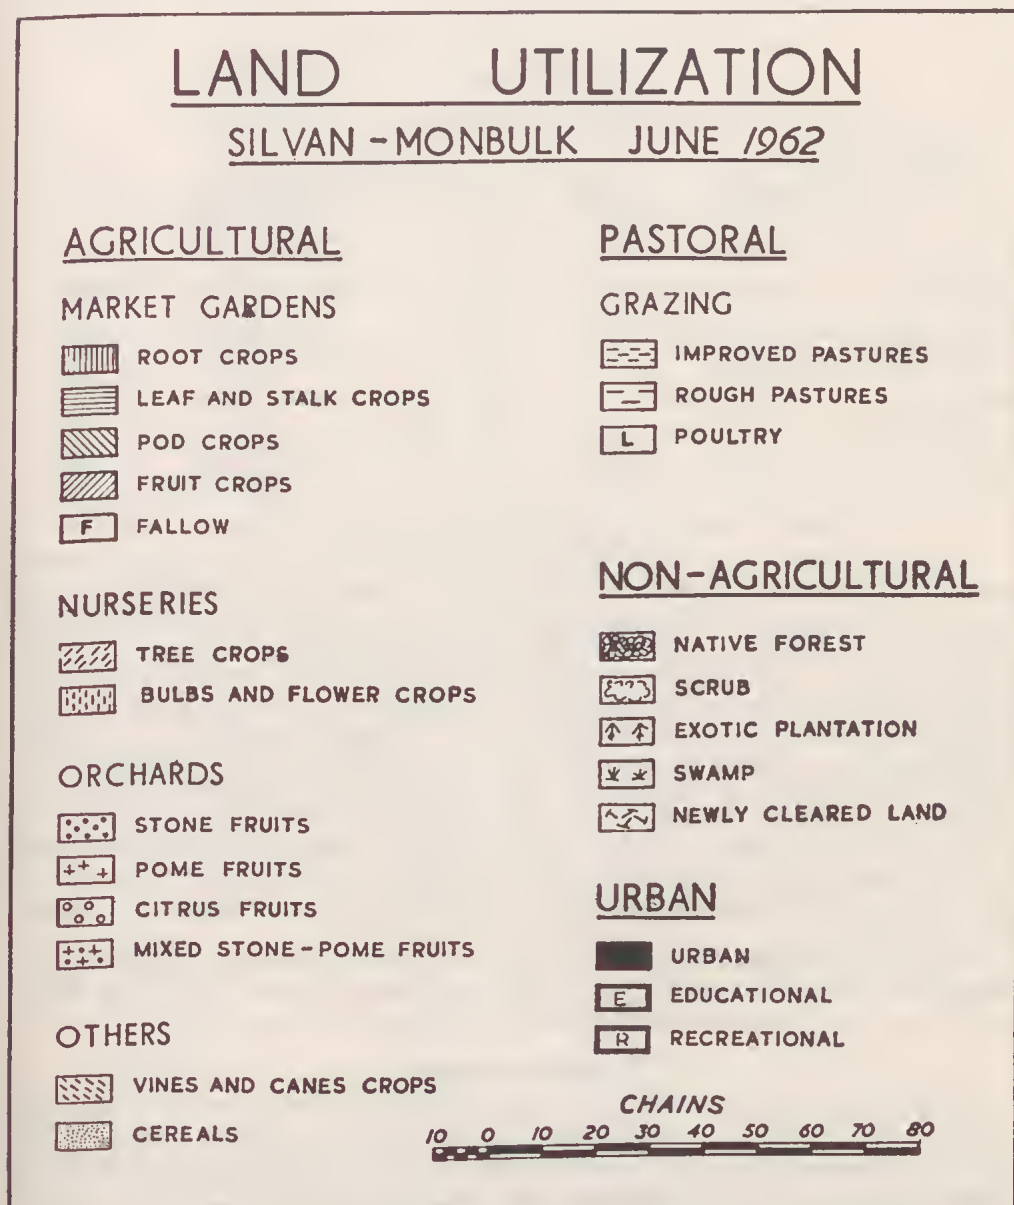 LAND UTILIZATION
SILVAN - MONBULK JUNE 1962
AGRICULTURAL
MARKET GARDENS
ROOT CROPS
LEAF AND STALK CROPS
POD CROPS
FRUIT CROPS
F FALLOW
NURSERIES
TREE CROPS
BULBS AND FLOWER CROPS
ORCHARDS
STONE FRUITS
POME FRUITS
CITRUS FRUITS
MIXED STONE-POME FRUITS
OTHERS
VINES AND CANES CROPS
CEREALS
PASTORAL
GRAZING
IMPROVED PASTURES
ROUGH PASTURES
L POULTRY
NON-AGRICULTURAL
NATIVE FOREST
SCRUB
EXOTIC PLANTATION
SWAMP
NEWLY CLEARED LAND
URBAN
URBAN
E EDUCATIONAL
R RECREATIONAL
CHAINS
10 0 10 20 30 40 50 60 70 80